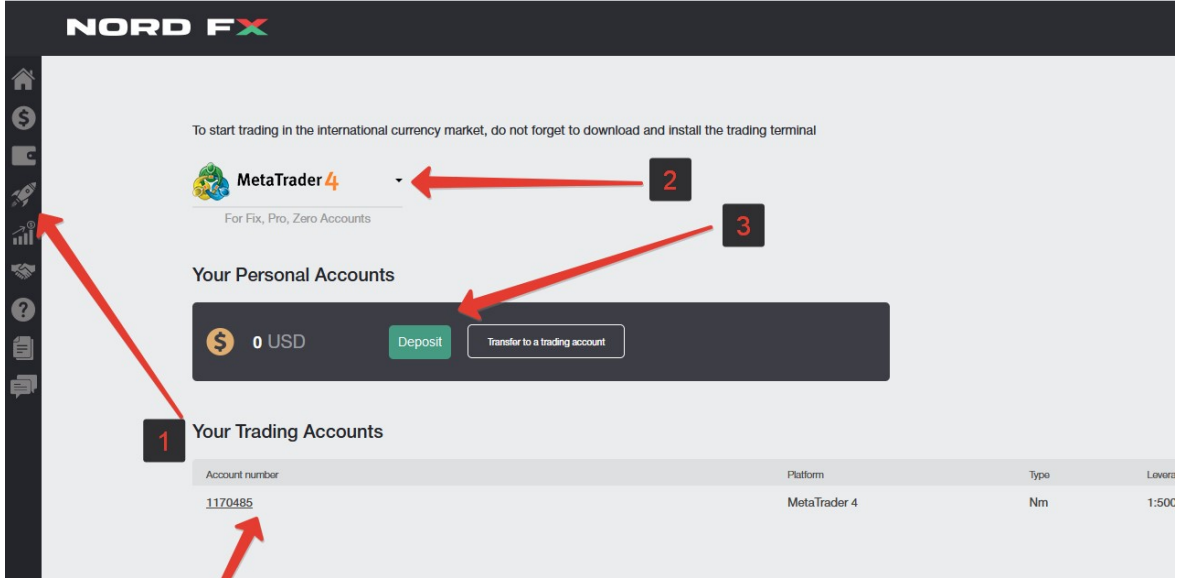 NORD FX
To start trading in the international currency market, do not forget to download and install the trading terminal
MetaTrader 4
2
For Fix, Pro, Zero Accounts
3
Your Personal Accounts
0 USD
Deposit
Transfer to a trading account
1
Your Trading Accounts
Account number Platform Type Levera
1170485 MetaTrader 4 Nm 1:500